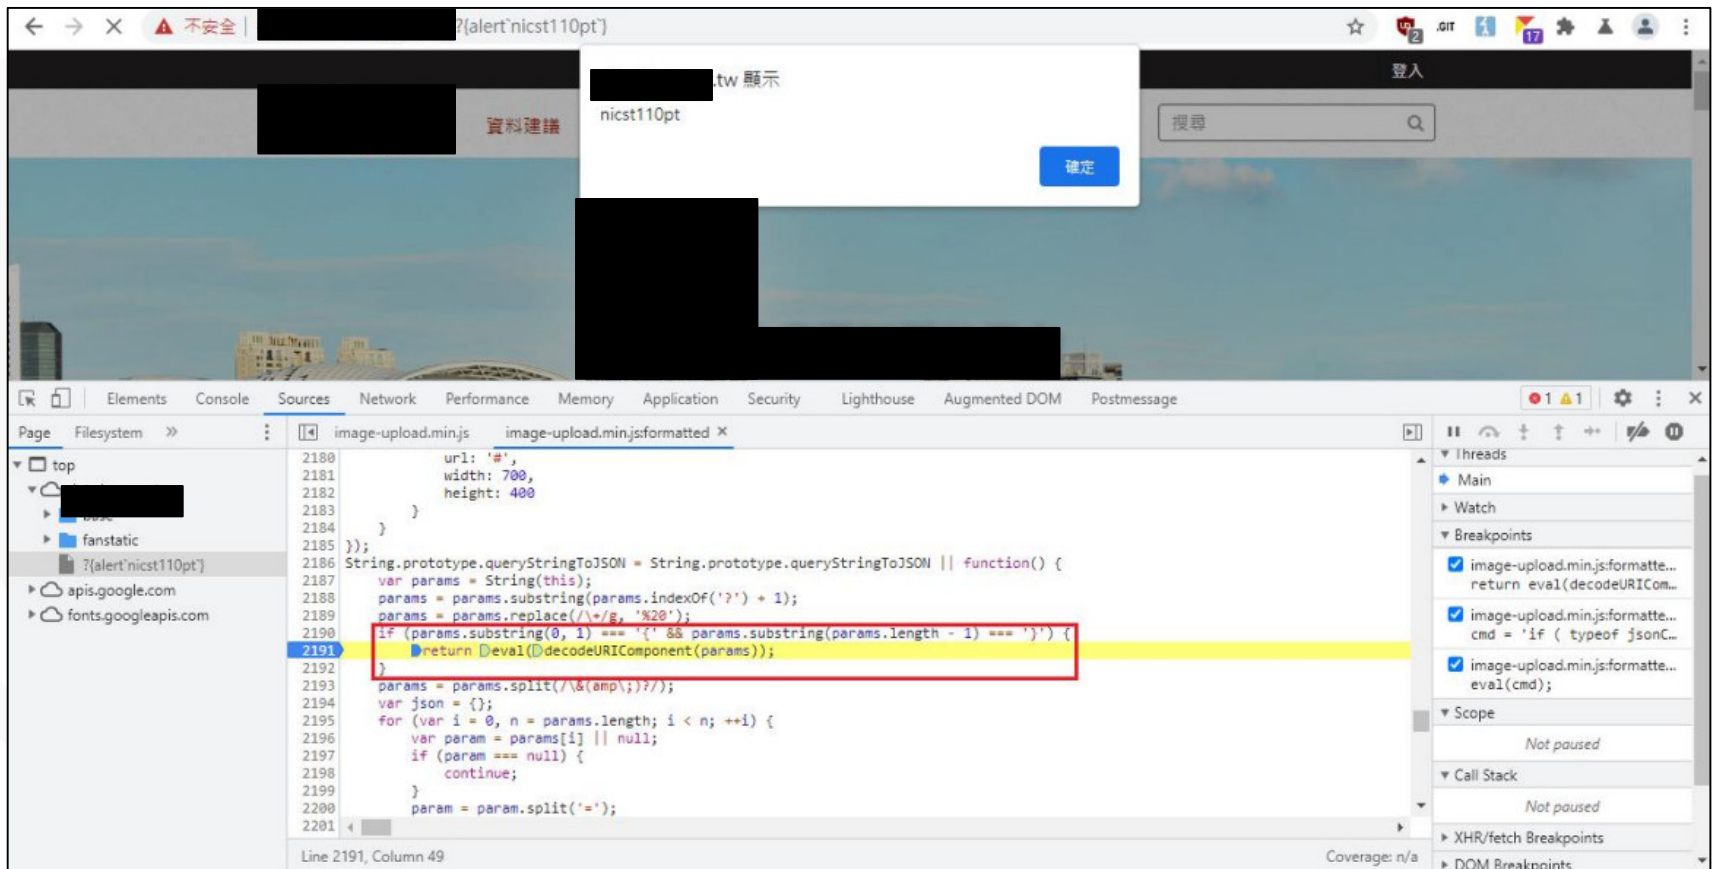 不安全
?{alert`nicst110pt`}
2
.GIT
17
登入
.tw 顯示
nicst110pt
確定
資料建議
搜尋
Elements Console Sources Network Performance Memory Application Security Lighthouse Augmented DOM Postmessage
1 1
Page Filesystem »
image-upload.min.js image-upload.min.js:formatted ×
top
fanstatic
?{alert`nicst110pt`}
apis.google.com
fonts.googleapis.com
2180 url: '#',
2181 width: 700,
2182 height: 400
2183 }
2184 }
2185 });
2186 String.prototype.queryStringToJSON = String.prototype.queryStringToJSON || function() {
2187 var params = String(this);
2188 params = params.substring(params.indexOf('?') + 1);
2189 params = params.replace(/\+/g, '%20');
2190 if (params.substring(0, 1) === '{' && params.substring(params.length - 1) === '}') {
2191 return eval(decodeURIComponent(params));
2192 }
2193 params = params.split(/\&(amp\;)?/);
2194 var json = {};
2195 for (var i = 0, n = params.length; i < n; ++i) {
2196 var param = params[i] || null;
2197 if (param === null) {
2198 continue;
2199 }
2200 param = param.split('=');
2201
Line 2191, Column 49
Coverage: n/a
Threads
Main
Watch
Breakpoints
image-upload.min.js:formatte...
return eval(decodeURICom…
image-upload.min.js:formatte...
cmd = 'if ( typeof jsonC…
image-upload.min.js:formatte...
eval(cmd);
Scope
Not paused
Call Stack
Not paused
XHR/fetch Breakpoints
DOM Breakpoints